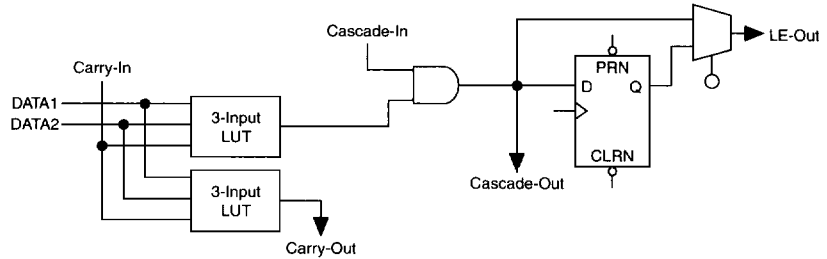 Cascade-In
LE-Out
Carry-In
PRN
D
Q
DATA1
DATA2
3-Input
LUT
CLRN
Cascade-Out
3-Input
LUT
Carry-Out